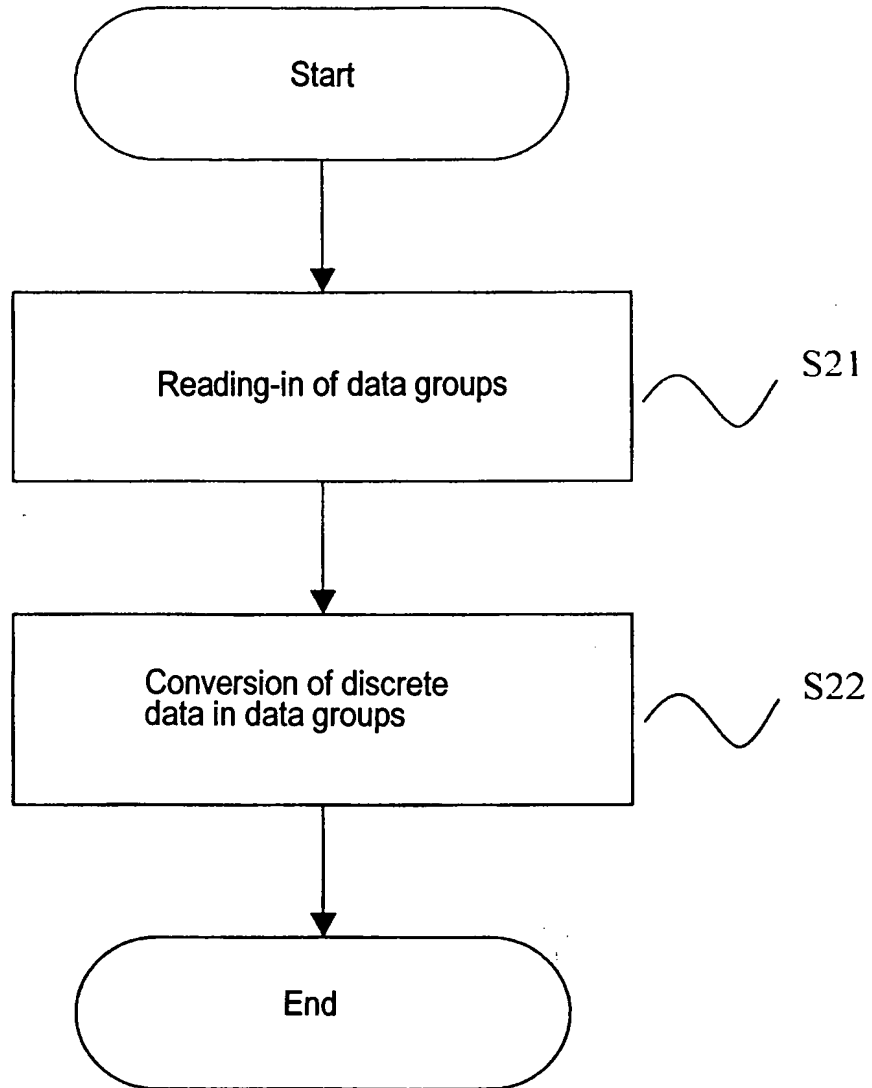 Start
Reading-in of data groups
S21
Conversion of discrete
data in data groups
S22
End